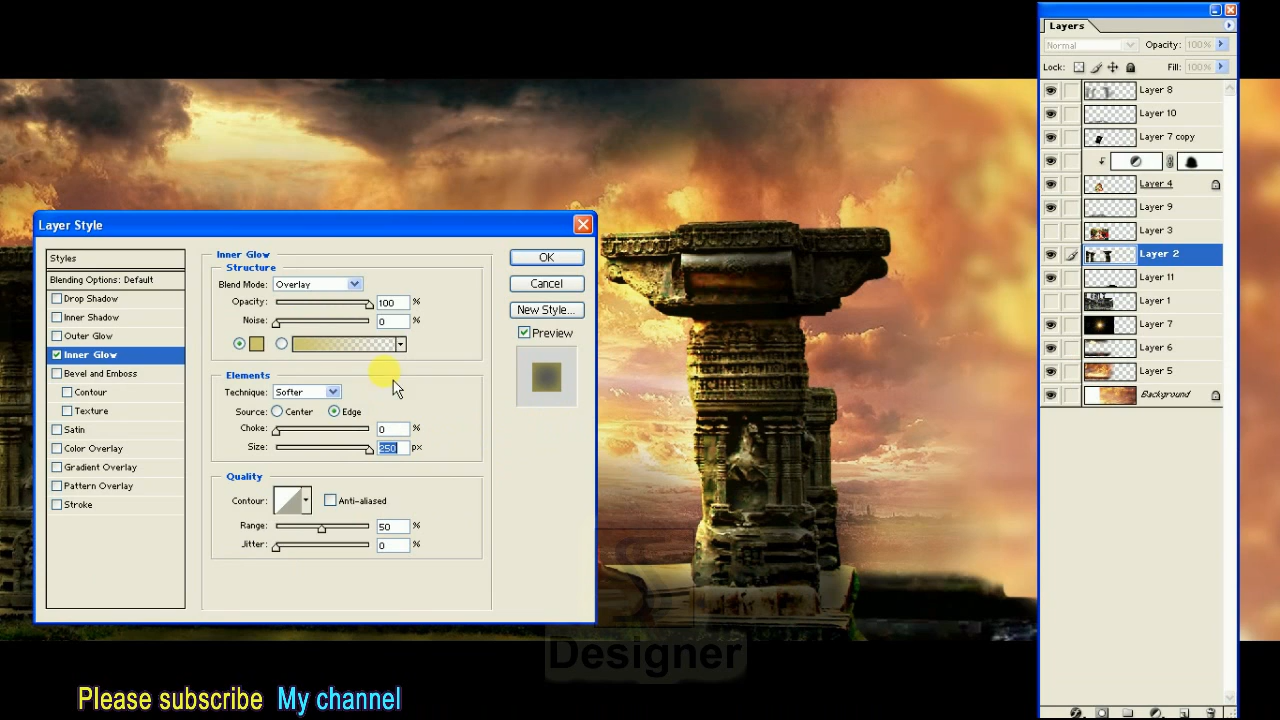 Layers
Normal Opacity: 100%
Lock: Fill: 100%
Layer 8
Layer 10
Layer 7 copy
Layer 4
Layer 9
Layer 3
Layer 2
Layer 11
Layer 1
Layer 7
Layer 6
Layer 5
Background
Layer Style
Styles
Blending Options: Default
Drop Shadow
Inner Shadow
Outer Glow
Inner Glow
Bevel and Emboss
Contour
Texture
Satin
Color Overlay
Gradient Overlay
Pattern Overlay
Stroke
Inner Glow
Structure
Blend Mode: Overlay
Opacity: 100 %
Noise: 0 %
Elements
Technique: Softer
Source: Center Edge
Choke: 0 %
Size: 250 px
Quality
Contour: Anti-aliased
Range: 50 %
Jitter: 0 %
OK
Cancel
New Style...
Preview
Designer
Please subscribe My channel